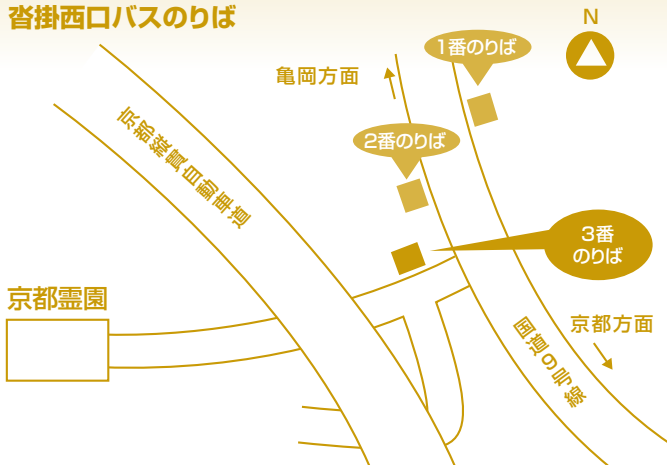 沓掛西口バスのりば
N
1番のりば
亀岡方面
2番のりば
京都縦貫自動車道
3番
のりば
京都霊園
国道9号線
京都方面